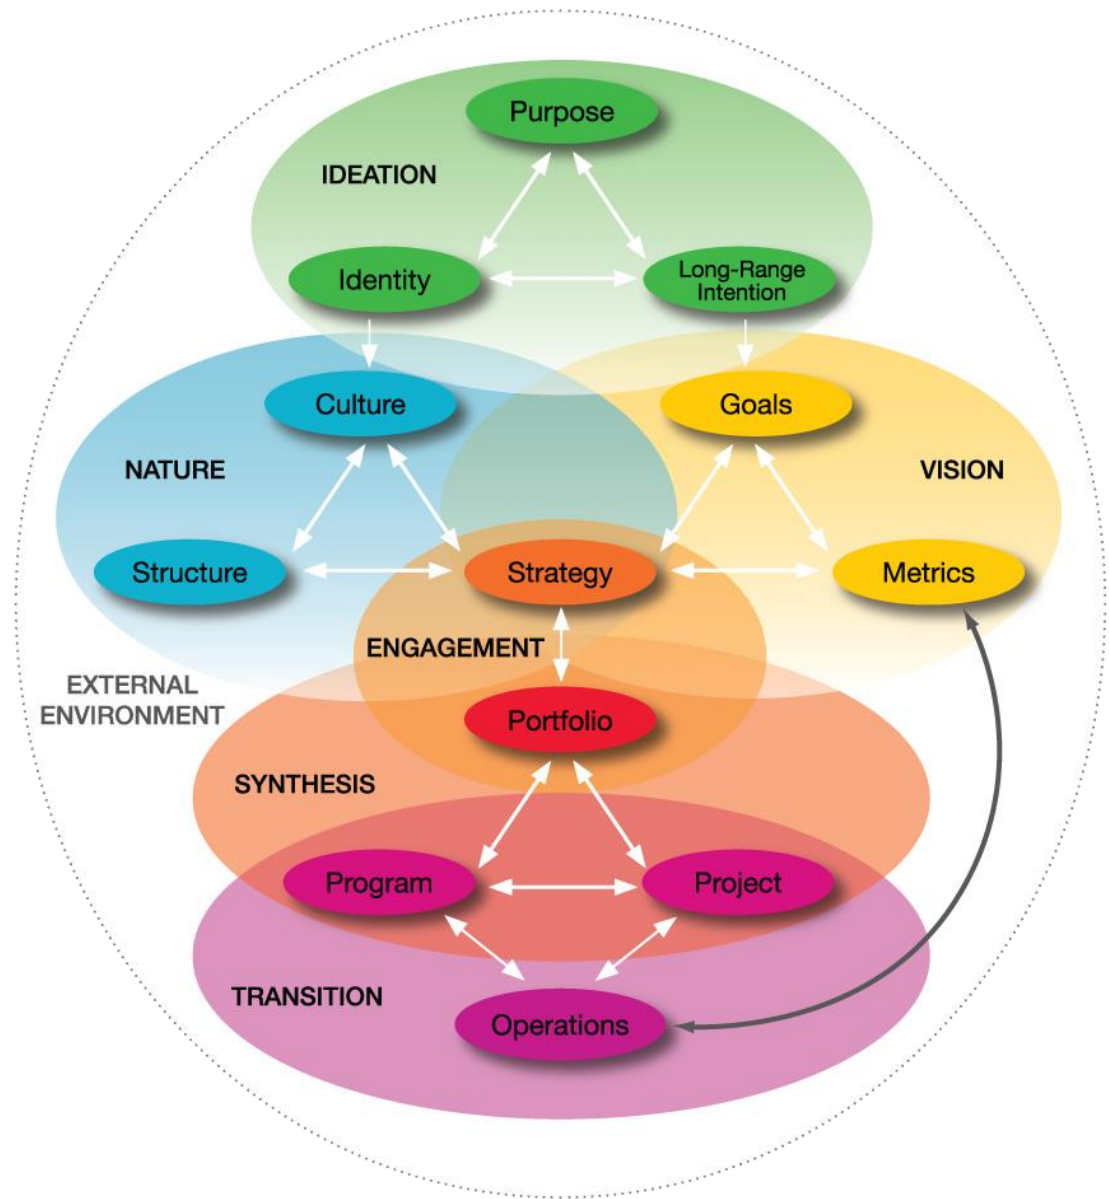 Purpose
IDEATION
Identity
Long-Range
Intention
Culture
Goals
NATURE
VISION
Structure
Strategy
Metrics
ENGAGEMENT
EXTERNAL
ENVIRONMENT
Portfolio
SYNTHESIS
Program
Project
TRANSITION
Operations